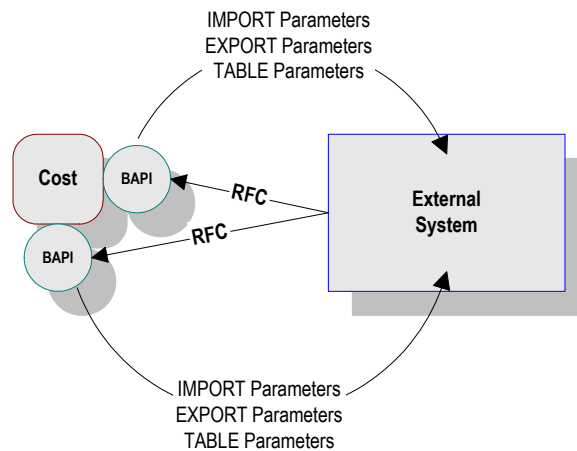 IMPORT Parameters
EXPORT Parameters
TABLE Parameters
Cost
BAPI
RFC
External
System
RFC
BAPI
IMPORT Parameters
EXPORT Parameters
TABLE Parameters